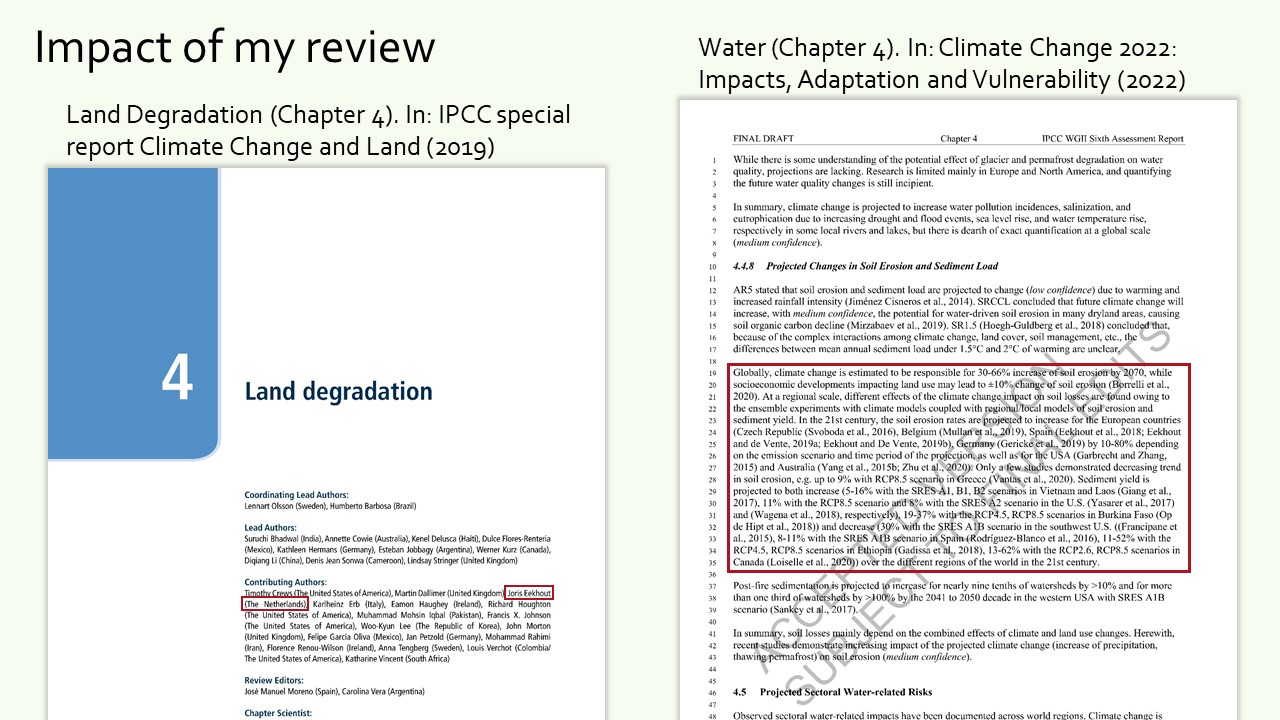 Impact of my review
Land Degradation (Chapter 4). In: IPCC special
report Climate Change and Land (2019)
4
Land degradation
Coordinating Lead Authors:
Lennart Olsson (Sweden), Humberto Barbosa (Brazil)
Lead Authors:
Suruchi Bhadwal (India), Annette Cowie (Australia), Kenel Delusca (Haiti), Dulce Flores-Renteria
(Mexico), Kathleen Hermans (Germany), Esteban Jobbagy (Argentina), Werner Kurz (Canada),
Diqiang Li (China), Denis Jean Sonwa (Cameroon), Lindsay Stringer (United Kingdom)
Contributing Authors:
Timothy Crews (The United States of America), Martin Dallimer (United Kingdom), Joris Eekhout
(The Netherlands), Karlheinz Erb (Italy), Eamon Haughey (Ireland), Richard Houghton
(The United States of America), Muhammad Mohsin Iqbal (Pakistan), Francis X. Johnson
(The United States of America), Woo-Kyun Lee (The Republic of Korea), John Morton
(United Kingdom), Felipe Garcia Oliva (Mexico), Jan Petzold (Germany), Mohammad Rahimi
(Iran), Florence Renou-Wilson (Ireland), Anna Tengberg (Sweden), Louis Verchot (Colombia/
The United States of America), Katharine Vincent (South Africa)
Review Editors:
José Manuel Moreno (Spain), Carolina Vera (Argentina)
Chapter Scientist:
Water (Chapter 4). In: Climate Change 2022:
Impacts, Adaptation and Vulnerability (2022)
FINAL DRAFT Chapter 4 IPCC WGII Sixth Assessment Report
1 While there is some understanding of the potential effect of glacier and permafrost degradation on water
2 quality, projections are lacking. Research is limited mainly in Europe and North America, and quantifying
3 the future water quality changes is still incipient.
4
5 In summary, climate change is projected to increase water pollution incidences, salinization, and
6 eutrophication due to increasing drought and flood events, sea level rise, and water temperature rise,
7 respectively in some local rivers and lakes, but there is dearth of exact quantification at a global scale
8 (medium confidence).
9
10 4.4.8 Projected Changes in Soil Erosion and Sediment Load
11
12 AR5 stated that soil erosion and sediment load are projected to change (low confidence) due to warming and
13 increased rainfall intensity (Jiménez Cisneros et al., 2014). SRCCL concluded that future climate change will
14 increase, with medium confidence, the potential for water-driven soil erosion in many dryland areas, causing
15 soil organic carbon decline (Mirzabaev et al., 2019). SR1.5 (Hoegh-Guldberg et al., 2018) concluded that,
16 because of the complex interactions among climate change, land cover, soil management, etc., the
17 differences between mean annual sediment load under 1.5°C and 2°C of warming are unclear.
18
19 Globally, climate change is estimated to be responsible for 30-66% increase of soil erosion by 2070, while
20 socioeconomic developments impacting land use may lead to ±10% change of soil erosion (Borrelli et al.,
21 2020). At a regional scale, different effects of the climate change impact on soil loss are found owing to
22 the ensemble experiments with climate models coupled with regional/local models of soil erosion and
23 sediment yield. In the 21st century, the soil erosion rates are projected to increase for the European countries
24 (Czech Republic (Svoboda et al., 2016), Belgium (Mullan et al., 2019), Spain (Eekhout et al., 2018; Eekhout
25 and de Vente, 2019a; Eekhout and De Vente, 2019b), Germany (Gericke et al., 2019) by 10-80% depending
26 on the emission scenario and time period of the projection, as well as for the USA (Garbrecht and Zhang,
27 2015) and Australia (Yang et al., 2015b; Zhu et al., 2020). Only a few studies demonstrated decreasing trend
28 in soil erosion, e.g. up to 9% with RCP8.5 scenario in Greece (Vantas et al., 2020). Sediment yield is
29 projected to both increase (5-16% with the SRES A1, B1, B2 scenarios in Vietnam and Laos (Giang et al.,
30 2017), 11% with the RCP8.5 scenario and 8% with the SRES A2 scenario in the U.S. (Yasarer et al., 2017)
31 and (Wagena et al., 2018), respectively), 19-37% with the RCP4.5, RCP8.5 scenarios in Burkina Faso (Op
32 de Hipt et al., 2018)) and decrease (30% with the SRES A1B scenario in the southwest U.S. ((Francipane et
33 al., 2015), 8-11% with the SRES A1B scenario in Spain (Rodríguez-Blanco et al., 2016), 11-52% with the
34 RCP4.5, RCP8.5 scenarios in Ethiopia (Gadissa et al., 2018), 13-62% with the RCP2.6, RCP8.5 scenarios in
35 Canada (Loiselle et al., 2020)) over the different regions of the world in the 21st century.
36
37 Post-fire sedimentation is projected to increase for nearly nine tenths of watersheds by >10% and for more
38 than one third of watersheds by >100% by the 2041 to 2050 decade in the western USA with SRES A1B
39 scenario (Sankey et al., 2017).
40
41 In summary, soil losses mainly depend on the combined effects of climate and land use changes. Herewith,
42 recent studies demonstrate increasing impact of the projected climate change (increase of precipitation,
43 thawing permafrost) on soil erosion (medium confidence).
44
45
46 4.5 Projected Sectoral Water-related Risks
47
48 Observed sectoral water-related impacts have been documented across world regions. Climate change is
ACCEPTED VERSION
SUBJECT TO FINAL EDITS